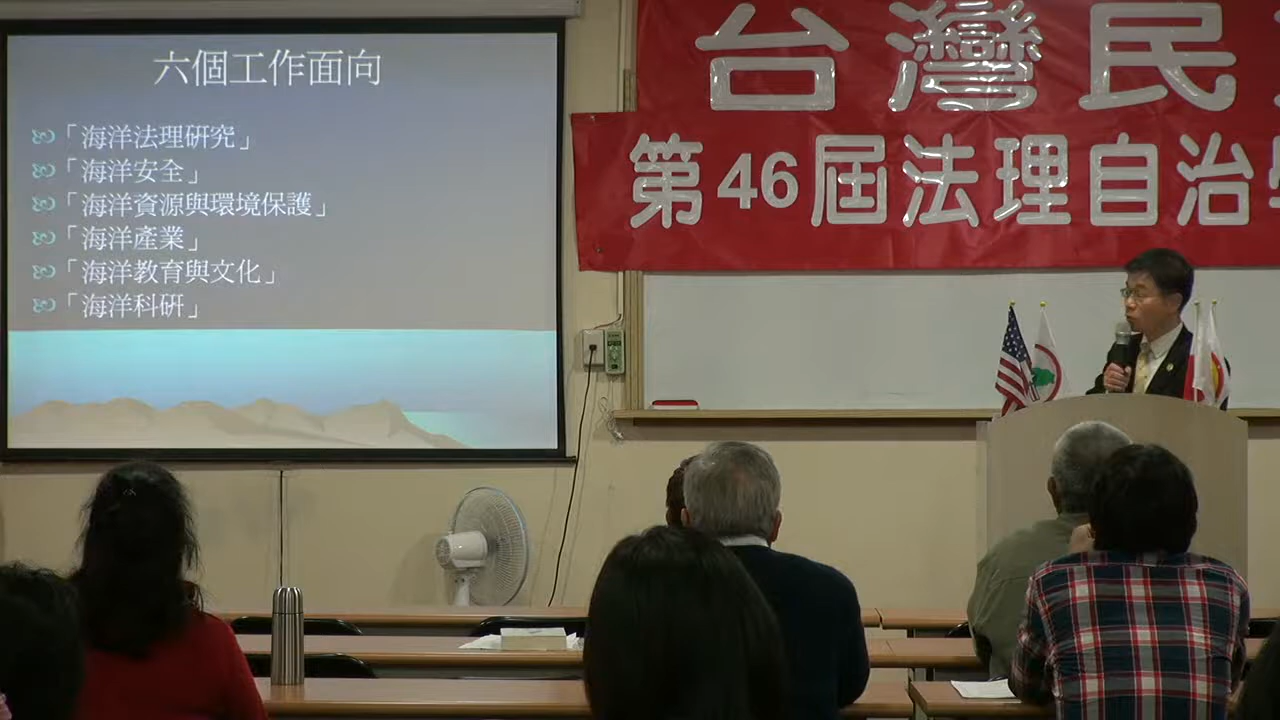 六個工作面向
「海洋法理研究」
「海洋安全」
「海洋資源與環境保護」
「海洋產業」
「海洋教育與文化」
「海洋科研」
台灣民
第46屆法理自治